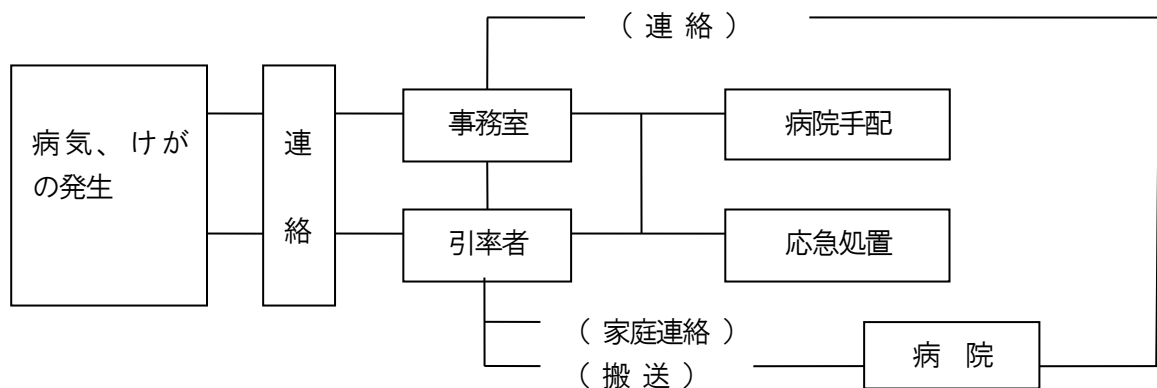 （ 連 絡 ）
事務室
病院手配
病気、けが
の発生
連
絡
引率者
応急処置
（ 家庭連絡 ）
（ 搬 送 ）
病　院